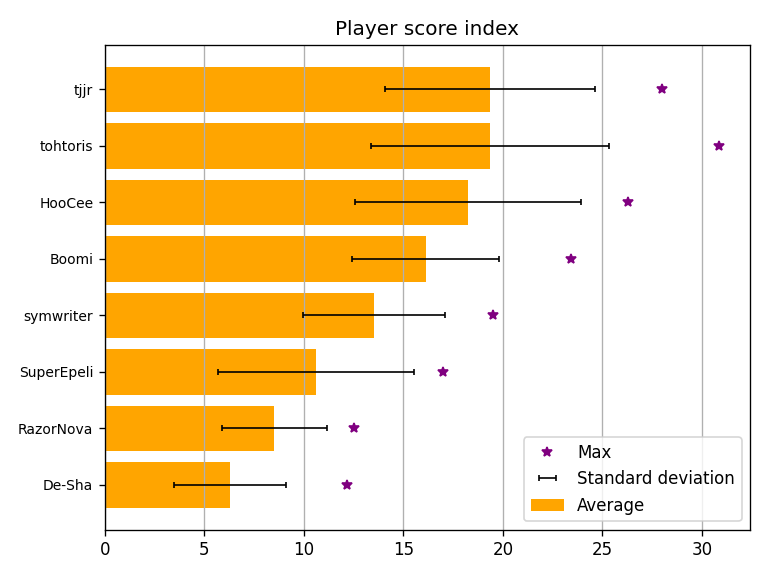 Player score index
tjjr
tohtoris
HooCee
Boomi
symwriter
SuperEpeli
RazorNova
De-Sha
Max
Standard deviation
Average
0 5 10 15 20 25 30